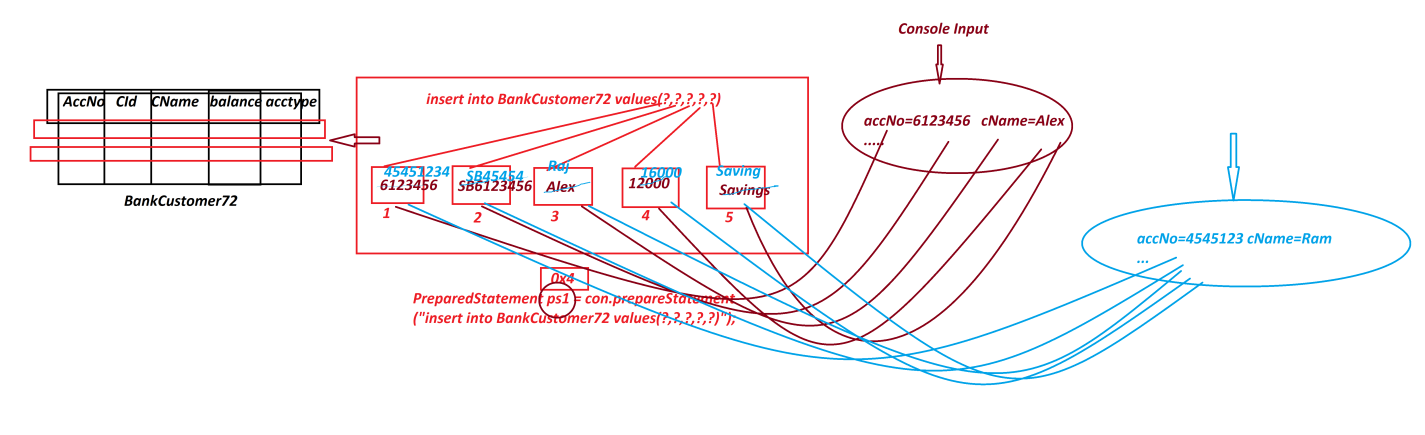 Console Input
AccNo CId CName balance acctype
insert into BankCustomer72 values(?,?,?,?,?)
accNo=6123456 cName=Alex
.....
45451234 SB45454 Raj 16000 Saving
6123456 SB6123456 Alex 12000 Savings
1 2 3 4 5
BankCustomer72
accNo=4545123 cName=Ram
...
0x4
PreparedStatement ps1 = con.prepareStatement
("insert into BankCustomer72 values(?,?,?,?,?)"),